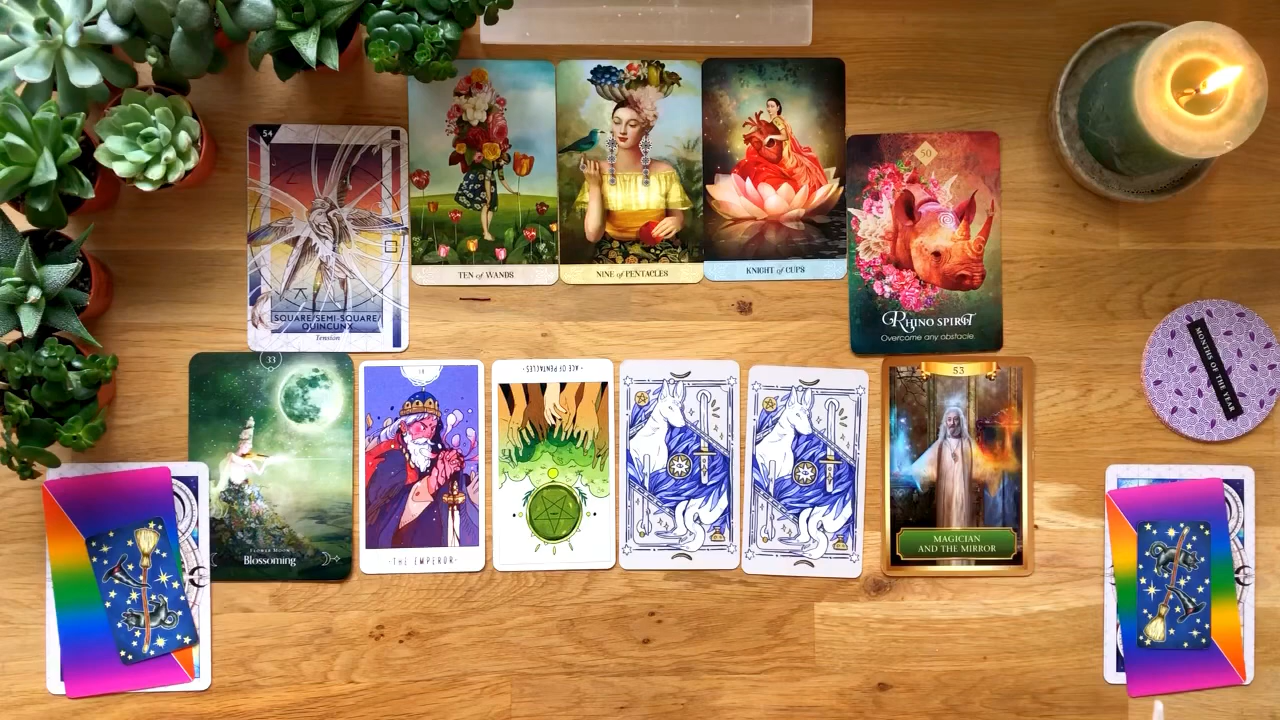 54
SQUARE/SEMI-SQUARE/
QUINCUNX
Tension
TEN of WANDS
NINE of PENTACLES
KNIGHT of CUPS
50
RHINO SPIRIT
Overcome any obstacle
MONTHS OF THE YEAR
33
FLOWER MOON
Blossoming
THE EMPEROR
ACE OF PENTACLES
53
MAGICIAN
AND THE MIRROR